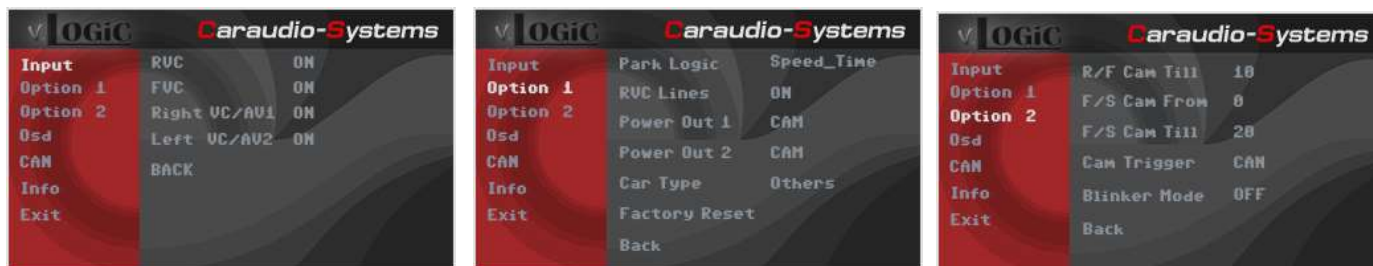 v.LOGiC Caraudio-Systems
Input RVC ON
Option 1 FVC ON
Option 2 Right VC/AV1 ON
Osd Left VC/AV2 ON
CAN BACK
Info
Exit
v.LOGiC Caraudio-Systems
Input Park Logic Speed_Time
Option 1 RVC Lines ON
Option 2 Power Out 1 CAM
Osd Power Out 2 CAM
CAN Car Type Others
Info Factory Reset
Exit Back
v.LOGiC Caraudio-Systems
Input R/F Cam Till 10
Option 1 F/S Cam From 0
Option 2 F/S Cam Till 20
Osd Cam Trigger CAN
CAN Blinker Mode OFF
Info Back
Exit